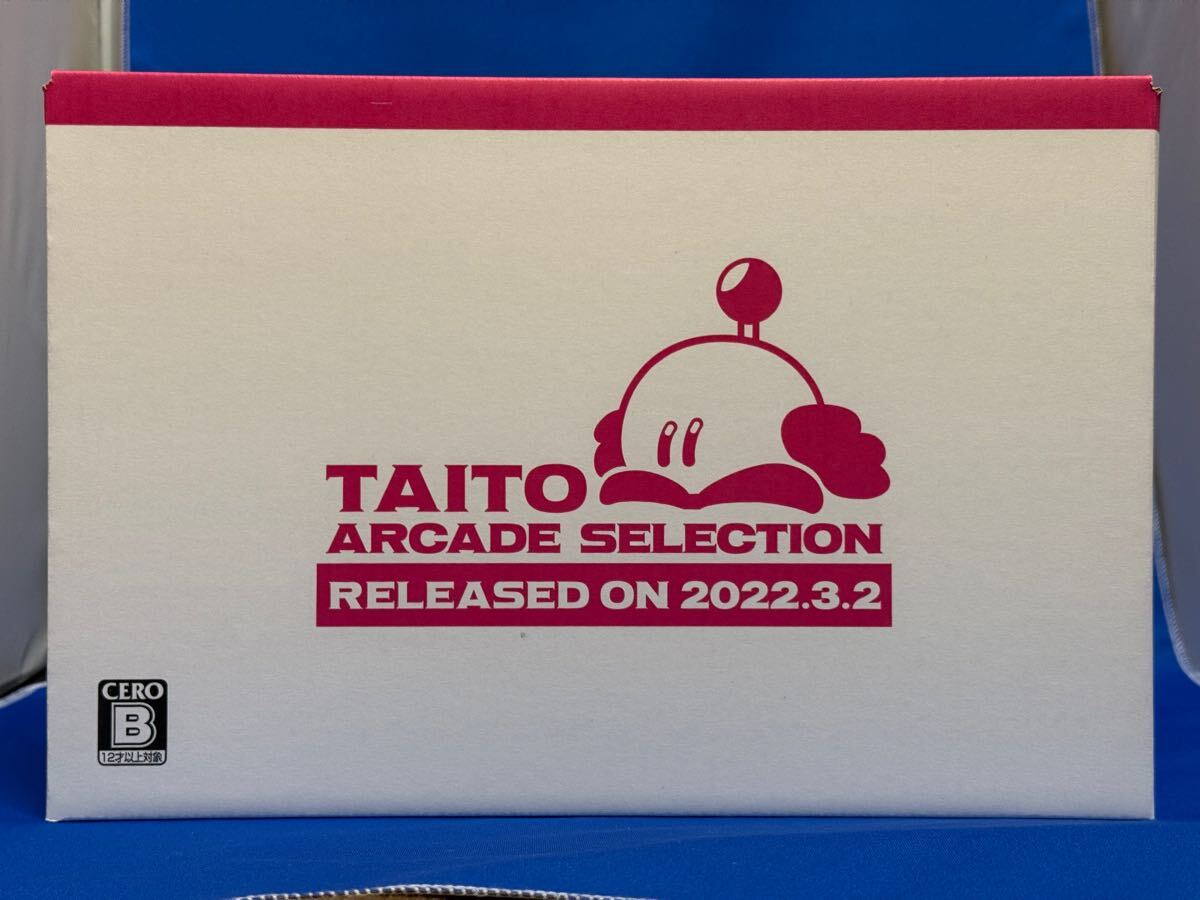 TAITO
ARCADE SELECTION
RELEASED ON 2022.3.2
CERO
B
12才以上対象